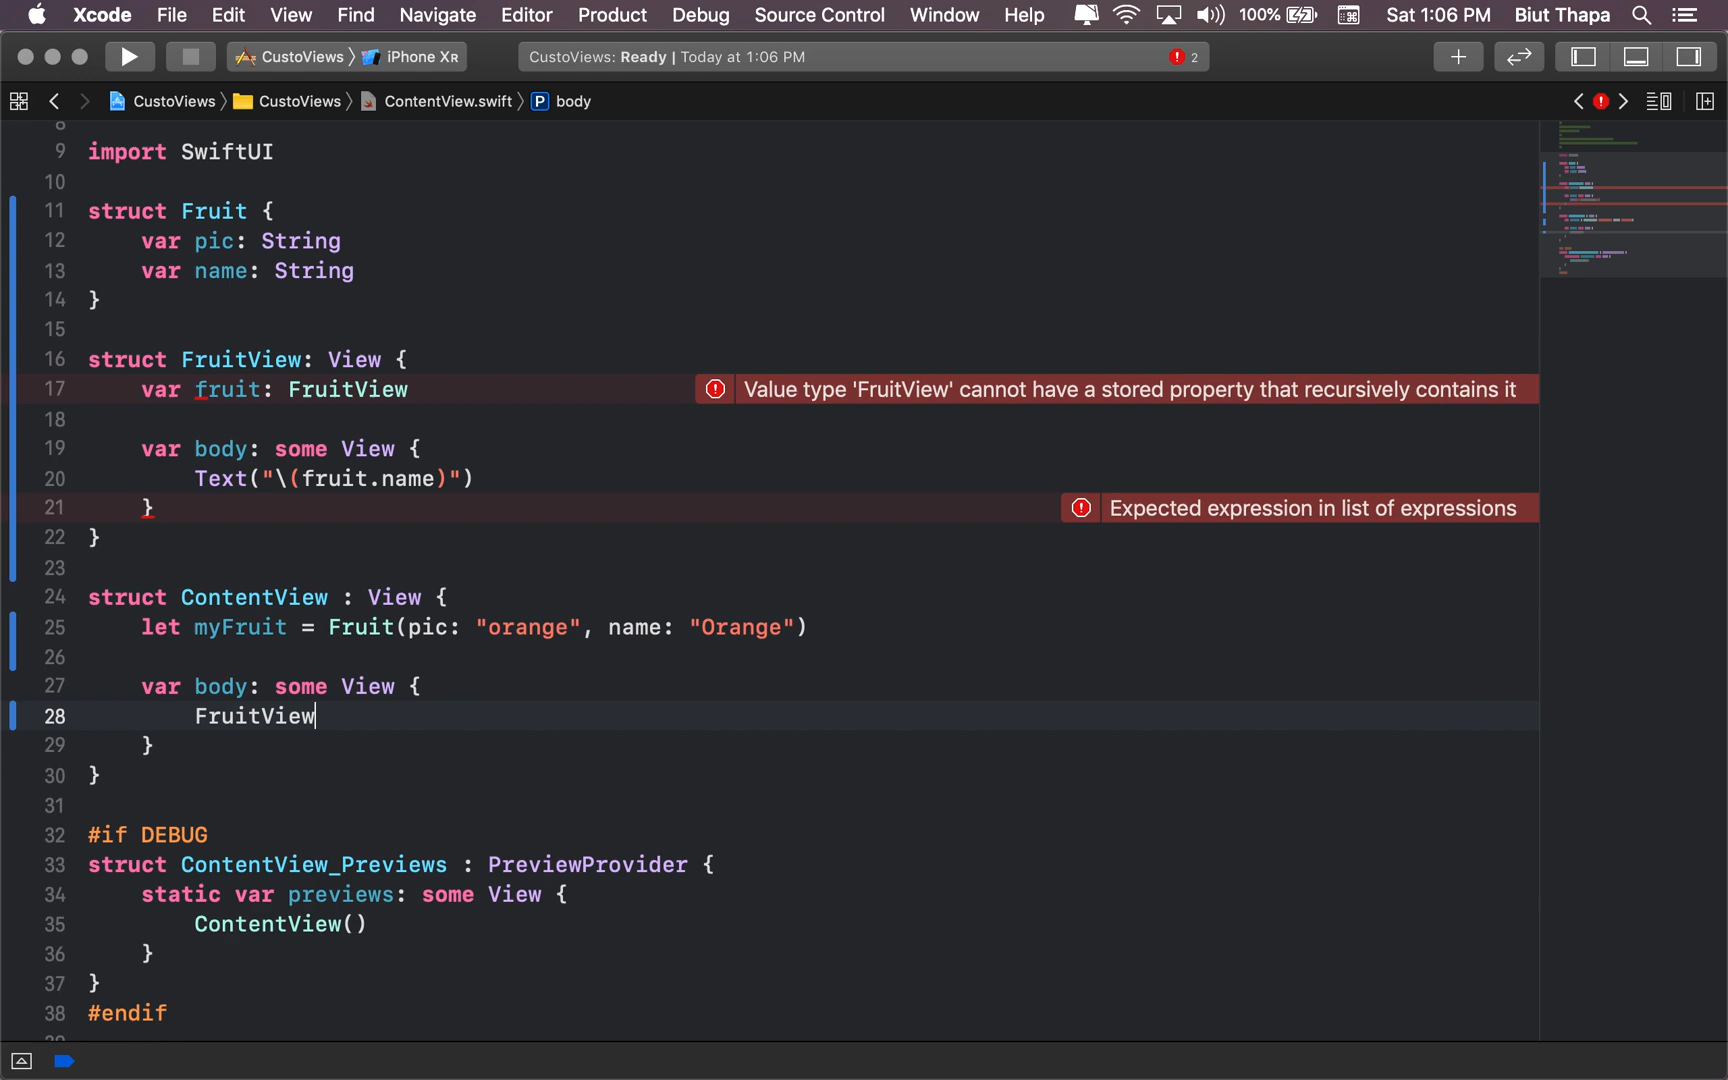 Xcode File Edit View Find Navigate Editor Product Debug Source Control Window Help 100% Sat 1:06 PM Biut Thapa
CustoViews 〉 iPhone XR CustoViews: Ready | Today at 1:06 PM 2
CustoViews 〉 CustoViews 〉 ContentView.swift 〉 P body
8
9 import SwiftUI
10
11 struct Fruit {
12 var pic: String
13 var name: String
14 }
15
16 struct FruitView: View {
17 var fruit: FruitView Value type 'FruitView' cannot have a stored property that recursively contains it
18
19 var body: some View {
20 Text("\(fruit.name)")
21 } Expected expression in list of expressions
22 }
23
24 struct ContentView : View {
25 let myFruit = Fruit(pic: "orange", name: "Orange")
26
27 var body: some View {
28 FruitView
29 }
30 }
31
32 #if DEBUG
33 struct ContentView_Previews : PreviewProvider {
34 static var previews: some View {
35 ContentView()
36 }
37 }
38 #endif